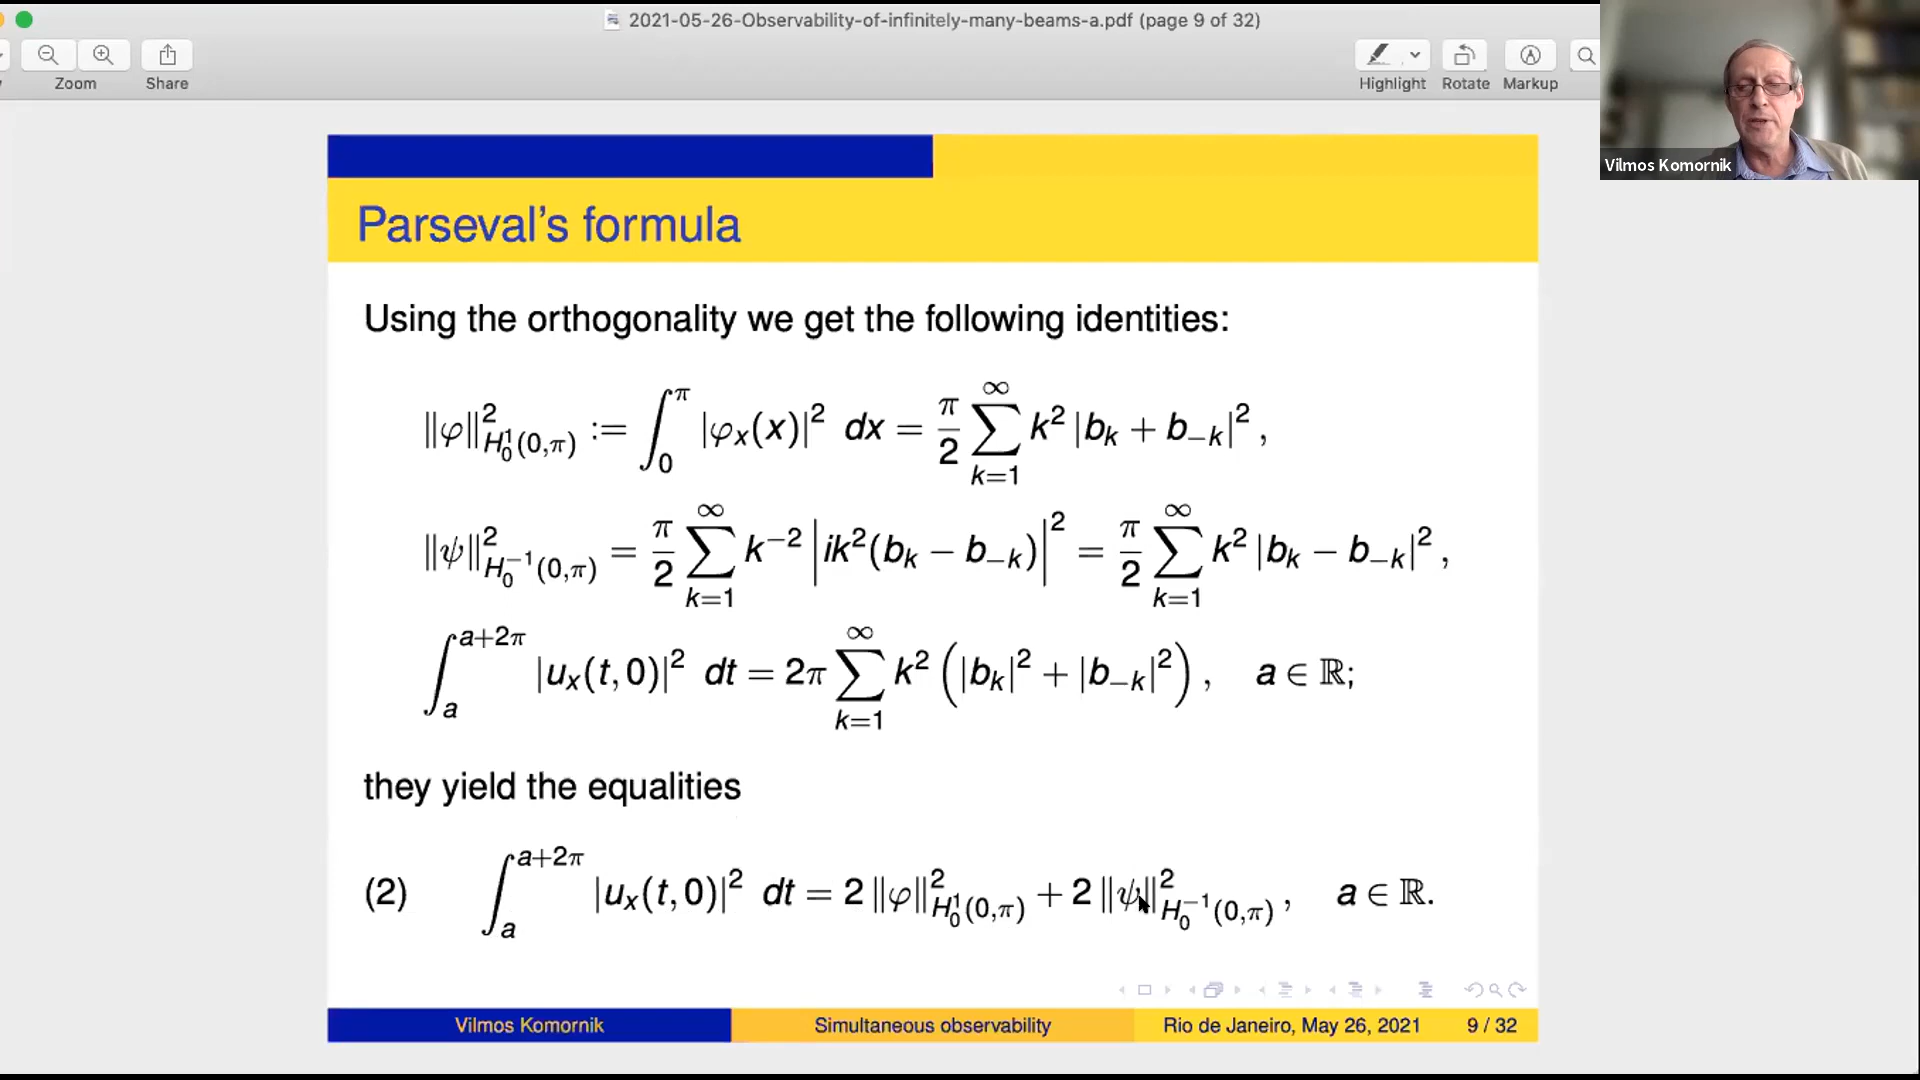 2021-05-26-Observability-of-infinitely-many-beams-a.pdf (page 9 of 32)
Zoom Share Highlight Rotate Markup
Vilmos Komornik
Parseval's formula
Using the orthogonality we get the following identities:
‖φ‖²_{H₀¹(0,π)} := ∫₀^π |φₓ(x)|² dx = π/2 ∑_{k=1}^∞ k² |b_k + b_{−k}|² ,
‖ψ‖²_{H₀^{−1}(0,π)} = π/2 ∑_{k=1}^∞ k^{−2} |ik²(b_k − b_{−k})|² = π/2 ∑_{k=1}^∞ k² |b_k − b_{−k}|² ,
∫_a^{a+2π} |uₓ(t, 0)|² dt = 2π ∑_{k=1}^∞ k² (|b_k|² + |b_{−k}|²) , a ∈ ℝ;
they yield the equalities
(2) ∫_a^{a+2π} |uₓ(t, 0)|² dt = 2 ‖φ‖²_{H₀¹(0,π)} + 2 ‖ψ‖²_{H₀^{−1}(0,π)} , a ∈ ℝ.
Vilmos Komornik Simultaneous observability Rio de Janeiro, May 26, 2021 9 / 32